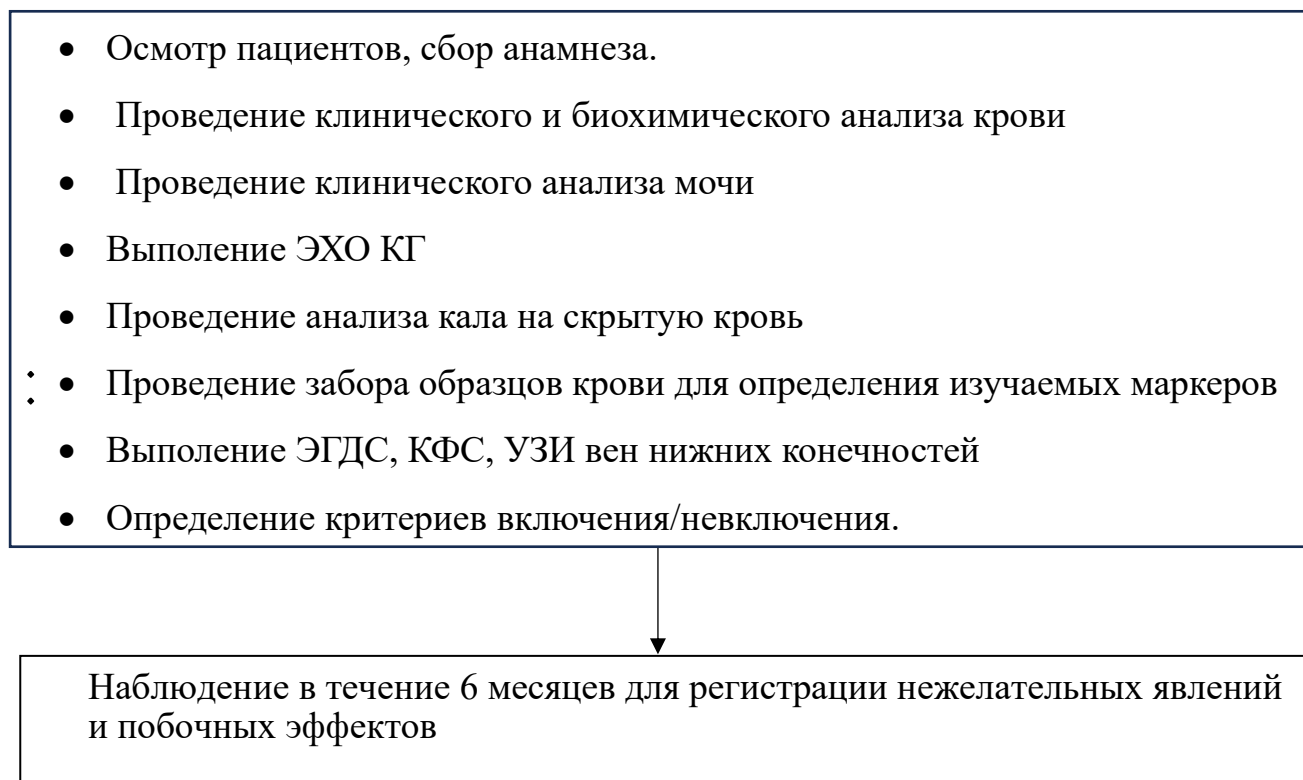 • Осмотр пациентов, сбор анамнеза.
• Проведение клинического и биохимического анализа крови
• Проведение клинического анализа мочи
• Выполение ЭХО КГ
• Проведение анализа кала на скрытую кровь
: • Проведение забора образцов крови для определения изучаемых маркеров
• Выполение ЭГДС, КФС, УЗИ вен нижних конечностей
• Определение критериев включения/невключения.
Наблюдение в течение 6 месяцев для регистрации нежелательных явлений
и побочных эффектов